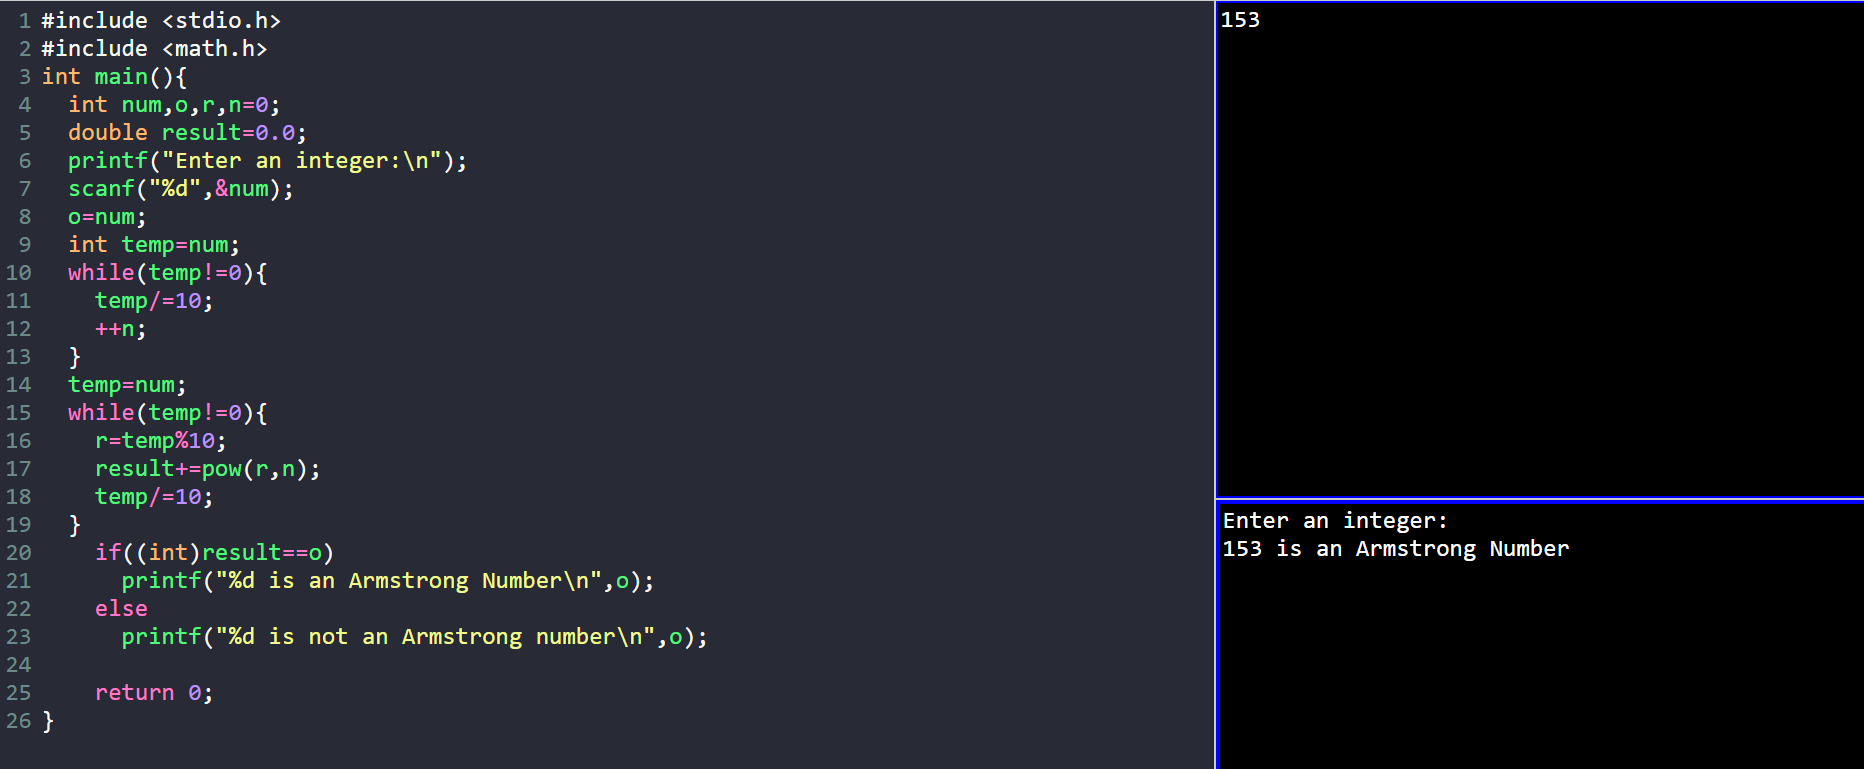 1 #include <stdio.h>
2 #include <math.h>
3 int main(){
4   int num,o,r,n=0;
5   double result=0.0;
6   printf("Enter an integer:\n");
7   scanf("%d",&num);
8   o=num;
9   int temp=num;
10   while(temp!=0){
11     temp/=10;
12     ++n;
13   }
14   temp=num;
15   while(temp!=0){
16     r=temp%10;
17     result+=pow(r,n);
18     temp/=10;
19   }
20     if((int)result==o)
21       printf("%d is an Armstrong Number\n",o);
22     else
23       printf("%d is not an Armstrong number\n",o);
24
25     return 0;
26 }
153
Enter an integer:
153 is an Armstrong Number